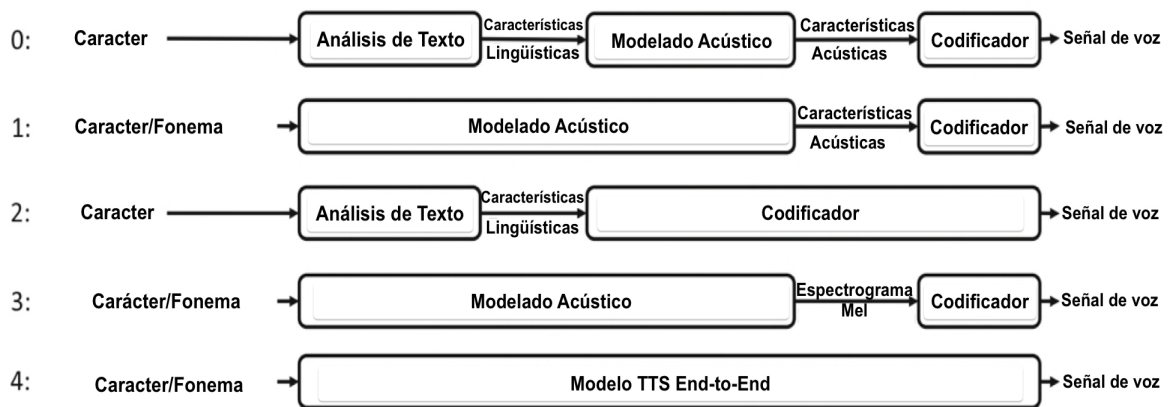 0: Caracter Análisis de Texto Características Lingüísticas Modelado Acústico Características Acústicas Codificador Señal de voz
1: Caracter/Fonema Modelado Acústico Características Acústicas Codificador Señal de voz
2: Caracter Análisis de Texto Características Lingüísticas Codificador Señal de voz
3: Carácter/Fonema Modelado Acústico Espectrograma Mel Codificador Señal de voz
4: Caracter/Fonema Modelo TTS End-to-End Señal de voz